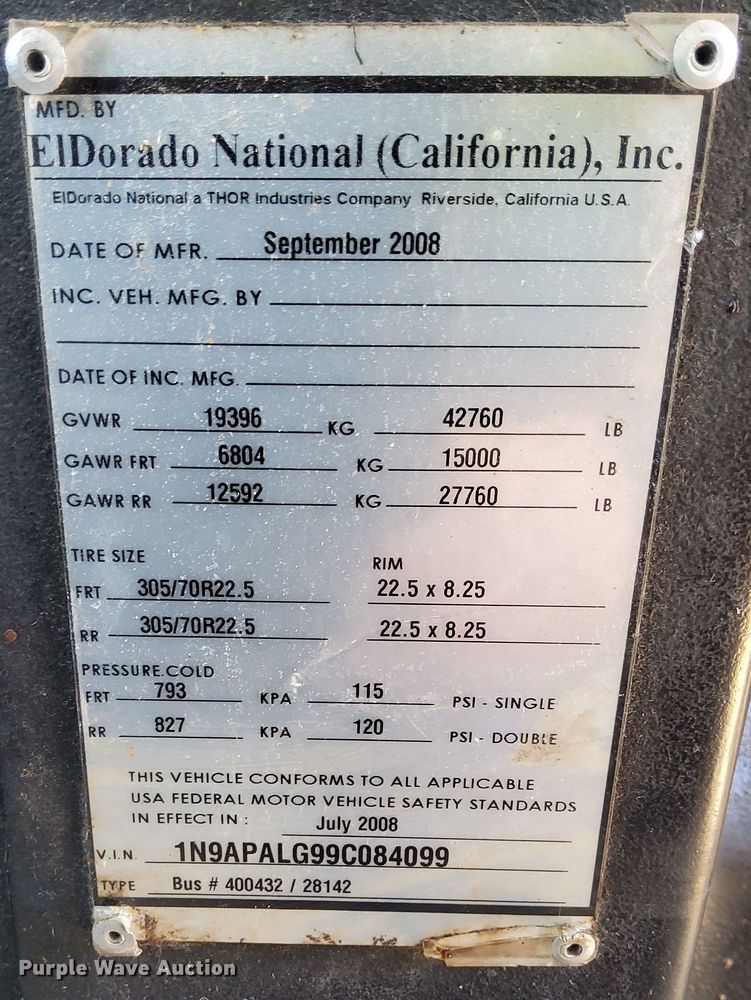 MFD. BY
ElDorado National (California), Inc.
ElDorado National a THOR Industries Company Riverside, California U.S.A.
DATE OF MFR. September 2008
INC. VEH. MFG. BY
DATE OF INC. MFG.
GVWR 19396 KG 42760 LB
GAWR FRT 6804 KG 15000 LB
GAWR RR 12592 KG 27760 LB
TIRE SIZE RIM
FRT 305/70R22.5 22.5 x 8.25
RR 305/70R22.5 22.5 x 8.25
PRESSURE.COLD
FRT 793 KPA 115 PSI - SINGLE
RR 827 KPA 120 PSI - DOUBLE
THIS VEHICLE CONFORMS TO ALL APPLICABLE
USA FEDERAL MOTOR VEHICLE SAFETY STANDARDS
IN EFFECT IN : July 2008
V.I.N. 1N9APALG99C084099
TYPE Bus # 400432 / 28142
Purple Wave Auction